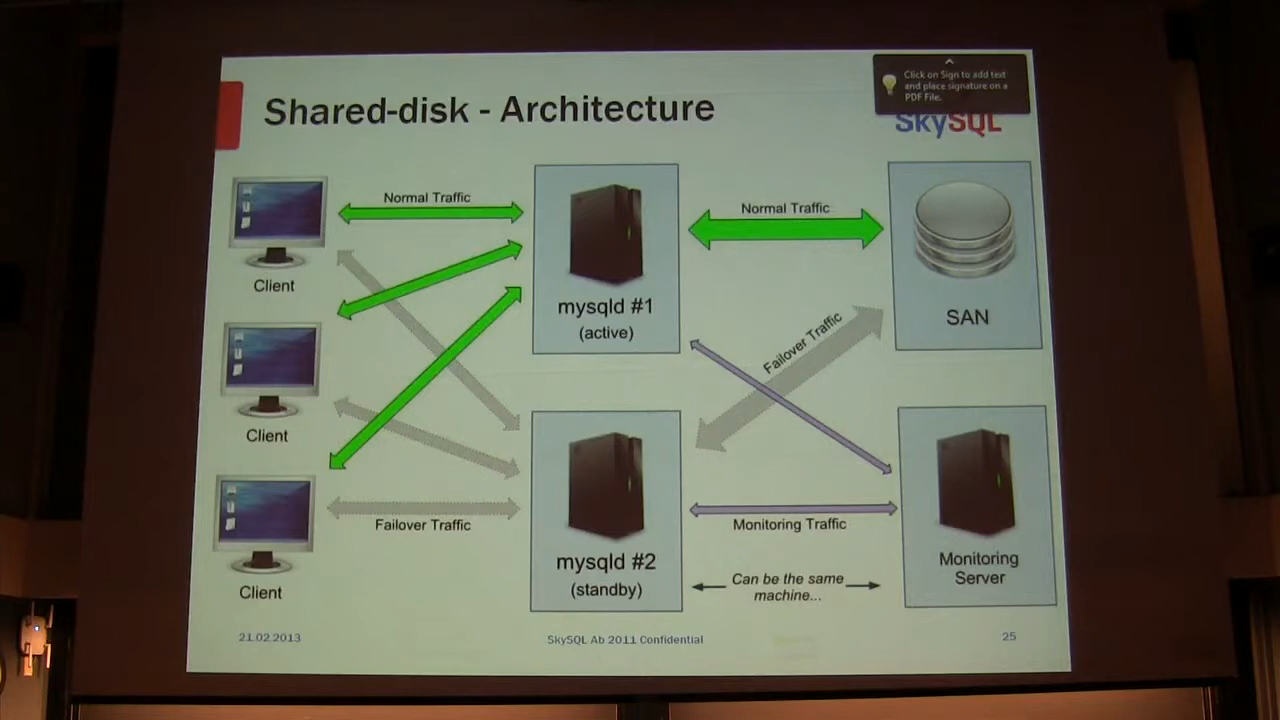 Click on Sign to add text
and place signature on a
PDF File.
Shared-disk - Architecture
SkySQL
Normal Traffic
Normal Traffic
Client
mysqld #1
(active)
SAN
Failover Traffic
Client
Failover Traffic
Monitoring Traffic
mysqld #2
(standby)
Monitoring
Server
Can be the same
machine...
Client
21.02.2013
SkySQL Ab 2011 Confidential
25